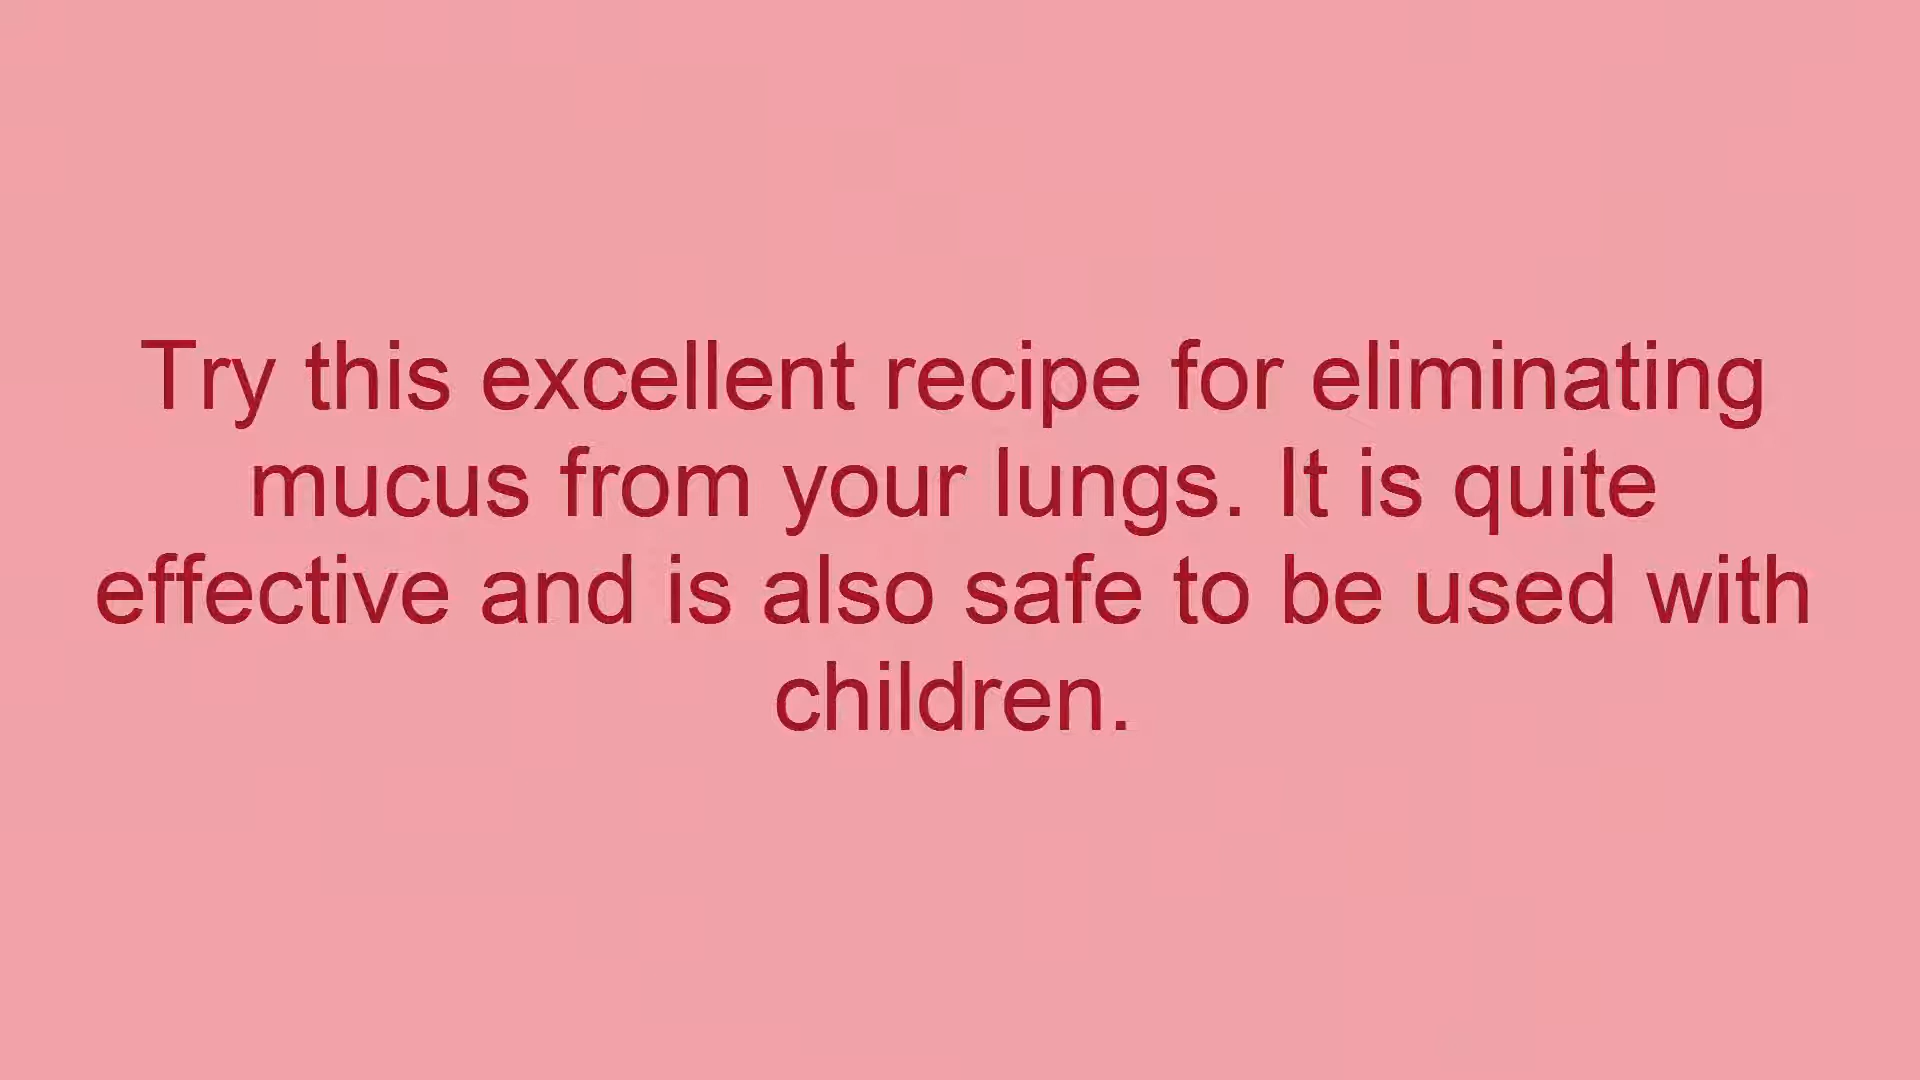 Try this excellent recipe for eliminating
mucus from your lungs. It is quite
effective and is also safe to be used with
children.